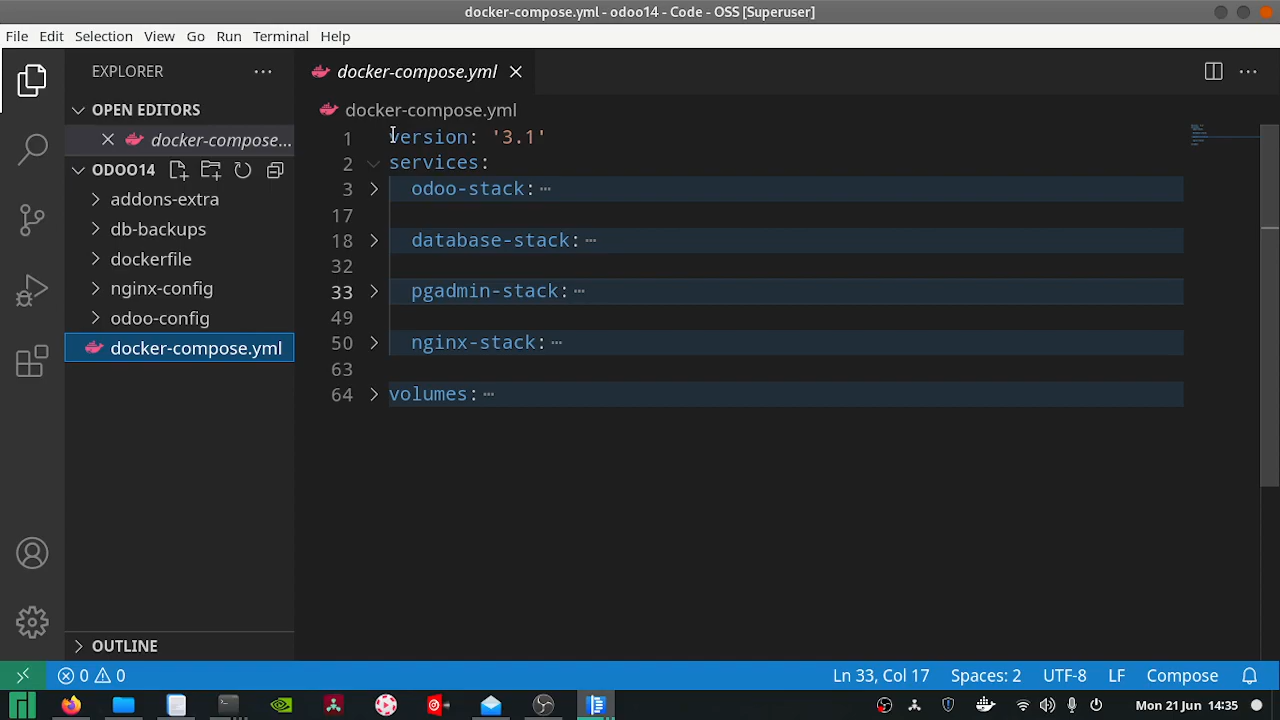 docker-compose.yml - odoo14 - Code - OSS [Superuser]
File Edit Selection View Go Run Terminal Help
EXPLORER ···
docker-compose.yml
OPEN EDITORS
docker-compose...
ODOO14
addons-extra
db-backups
dockerfile
nginx-config
odoo-config
docker-compose.yml
OUTLINE
docker-compose.yml
1 version: '3.1'
2 services:
3 odoo-stack: ···
17
18 database-stack: ···
32
33 pgadmin-stack: ···
49
50 nginx-stack: ···
63
64 volumes: ···
0 0 Ln 33, Col 17 Spaces: 2 UTF-8 LF Compose
Mon 21 Jun 14:35